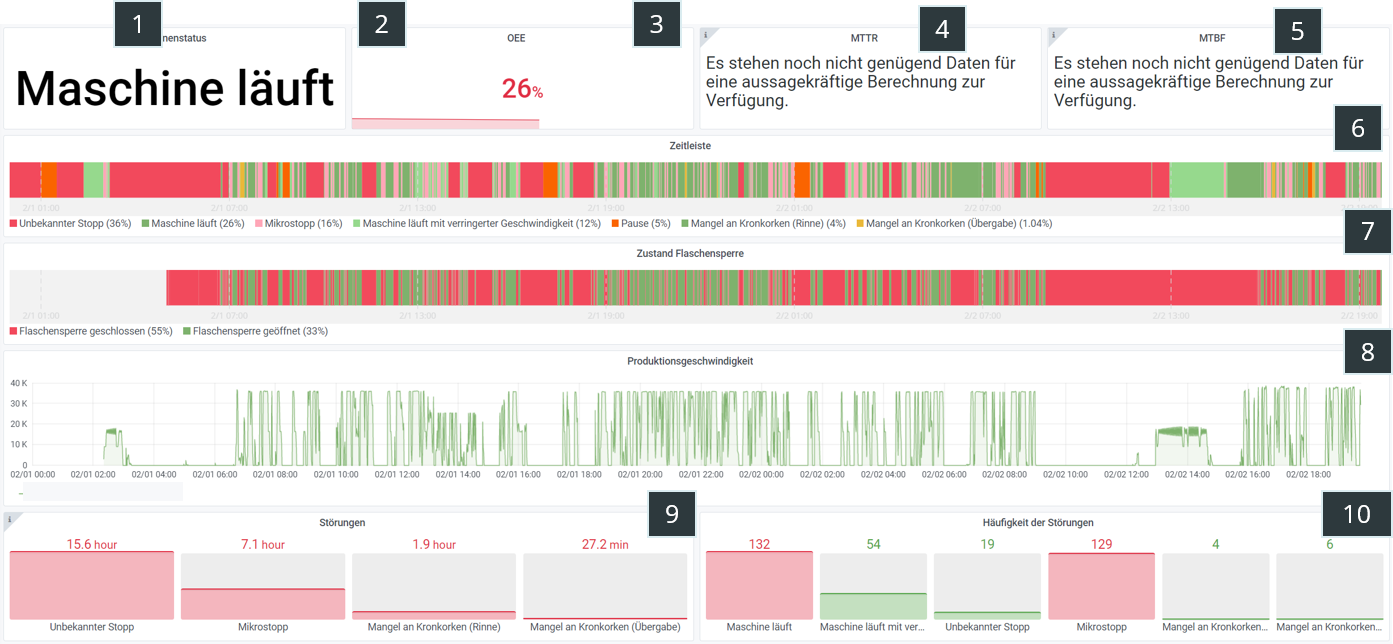 1
2
3
4
5
nenstatus
OEE
MTTR
MTBF
Maschine läuft
26%
Es stehen noch nicht genügend Daten für
eine aussagekräftige Berechnung zur
Verfügung.
Es stehen noch nicht genügend Daten für
eine aussagekräftige Berechnung zur
Verfügung.
6
Zeitleiste
2/1 01:00 2/1 07:00 2/1 13:00 2/1 19:00 2/2 01:00 2/2 07:00 2/2 13:00 2/2 19:00
Unbekannter Stopp (36%) Maschine läuft (26%) Mikrostopp (16%) Maschine läuft mit verringerter Geschwindigkeit (12%) Pause (5%) Mangel an Kronkorken (Rinne) (4%) Mangel an Kronkorken (Übergabe) (1.04%)
7
Zustand Flaschensperre
2/1 01:00 2/1 07:00 2/1 13:00 2/1 19:00 2/2 01:00 2/2 07:00 2/2 13:00 2/2 19:00
Flaschensperre geschlossen (55%) Flaschensperre geöffnet (33%)
8
Produktionsgeschwindigkeit
40 K
30 K
20 K
10 K
0
02/01 00:00 02/01 02:00 02/01 04:00 02/01 06:00 02/01 08:00 02/01 10:00 02/01 12:00 02/01 14:00 02/01 16:00 02/01 18:00 02/01 20:00 02/01 22:00 02/02 00:00 02/02 02:00 02/02 04:00 02/02 06:00 02/02 08:00 02/02 10:00 02/02 12:00 02/02 14:00 02/02 16:00 02/02 18:00
9
10
Störungen
15.6 hour 7.1 hour 1.9 hour 27.2 min
Unbekannter Stopp Mikrostopp Mangel an Kronkorken (Rinne) Mangel an Kronkorken (Übergabe)
Häufigkeit der Störungen
132 54 19 129 4 6
Maschine läuft Maschine läuft mit ver... Unbekannter Stopp Mikrostopp Mangel an Kronkorken... Mangel an Kronkorken...